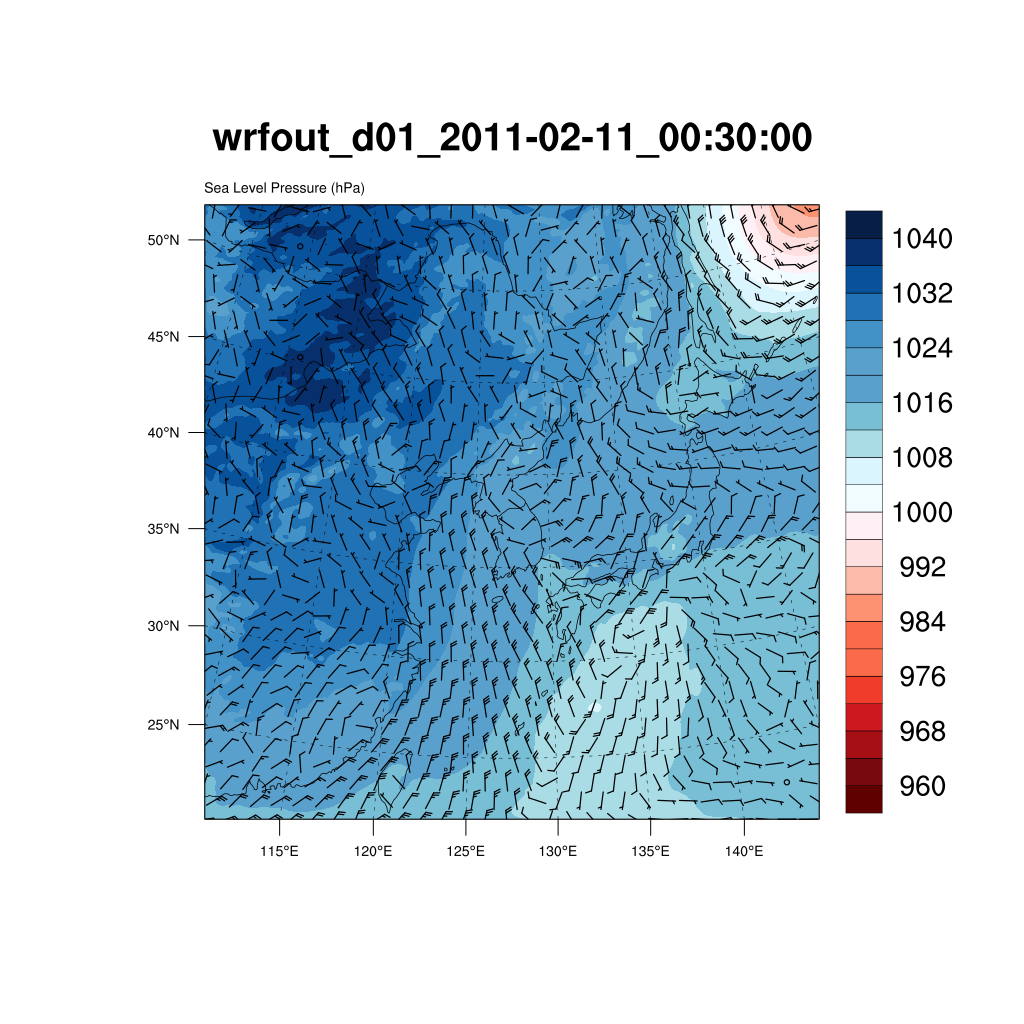 wrfout_d01_2011-02-11_00:30:00
Sea Level Pressure (hPa)
50°N
45°N
40°N
35°N
30°N
25°N
115°E
120°E
125°E
130°E
135°E
140°E
1040
1032
1024
1016
1008
1000
992
984
976
968
960